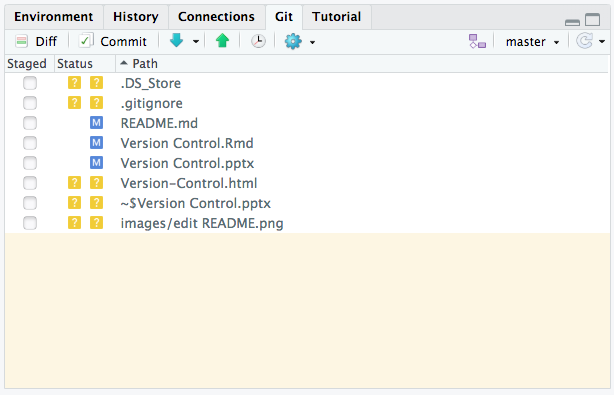 Environment History Connections Git Tutorial
Diff Commit master
Staged Status Path
? ? .DS_Store
? ? .gitignore
M README.md
M Version Control.Rmd
M Version Control.pptx
? ? Version-Control.html
? ? ~$Version Control.pptx
? ? images/edit README.png